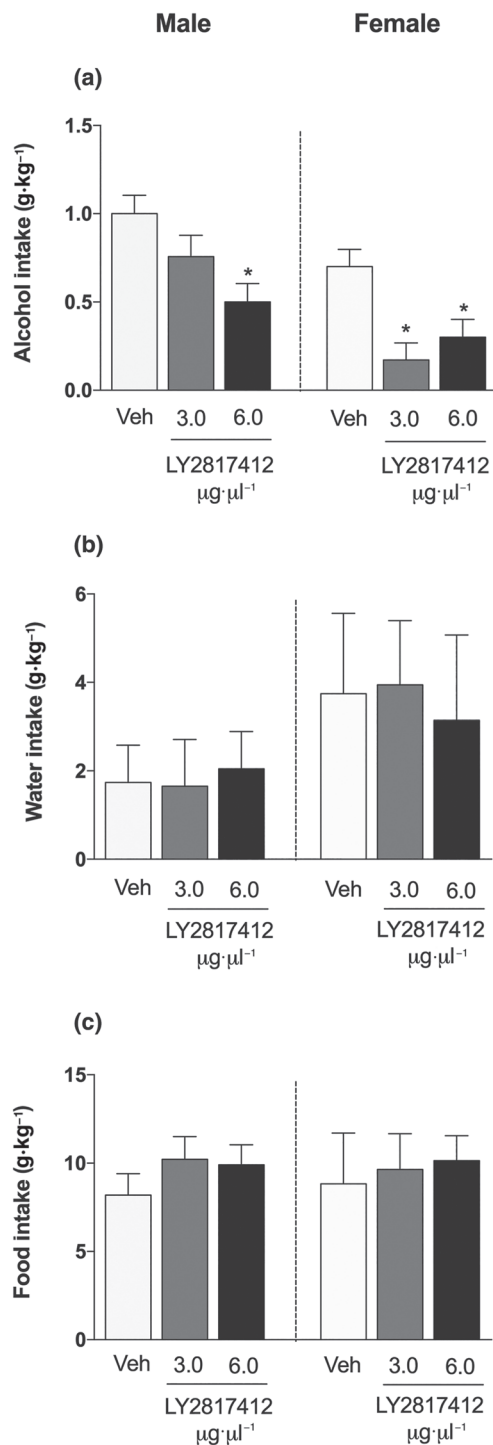 Male Female
(a)
Alcohol intake (g·kg⁻¹)
1.5
1.0
0.5
0.0
* * *
Veh 3.0 6.0 Veh 3.0 6.0
LY2817412 LY2817412
µg·µl⁻¹ µg·µl⁻¹
(b)
Water intake (g·kg⁻¹)
6
4
2
0
Veh 3.0 6.0 Veh 3.0 6.0
LY2817412 LY2817412
µg·µl⁻¹ µg·µl⁻¹
(c)
Food intake (g·kg⁻¹)
15
10
5
0
Veh 3.0 6.0 Veh 3.0 6.0
LY2817412 LY2817412
µg·µl⁻¹ µg·µl⁻¹